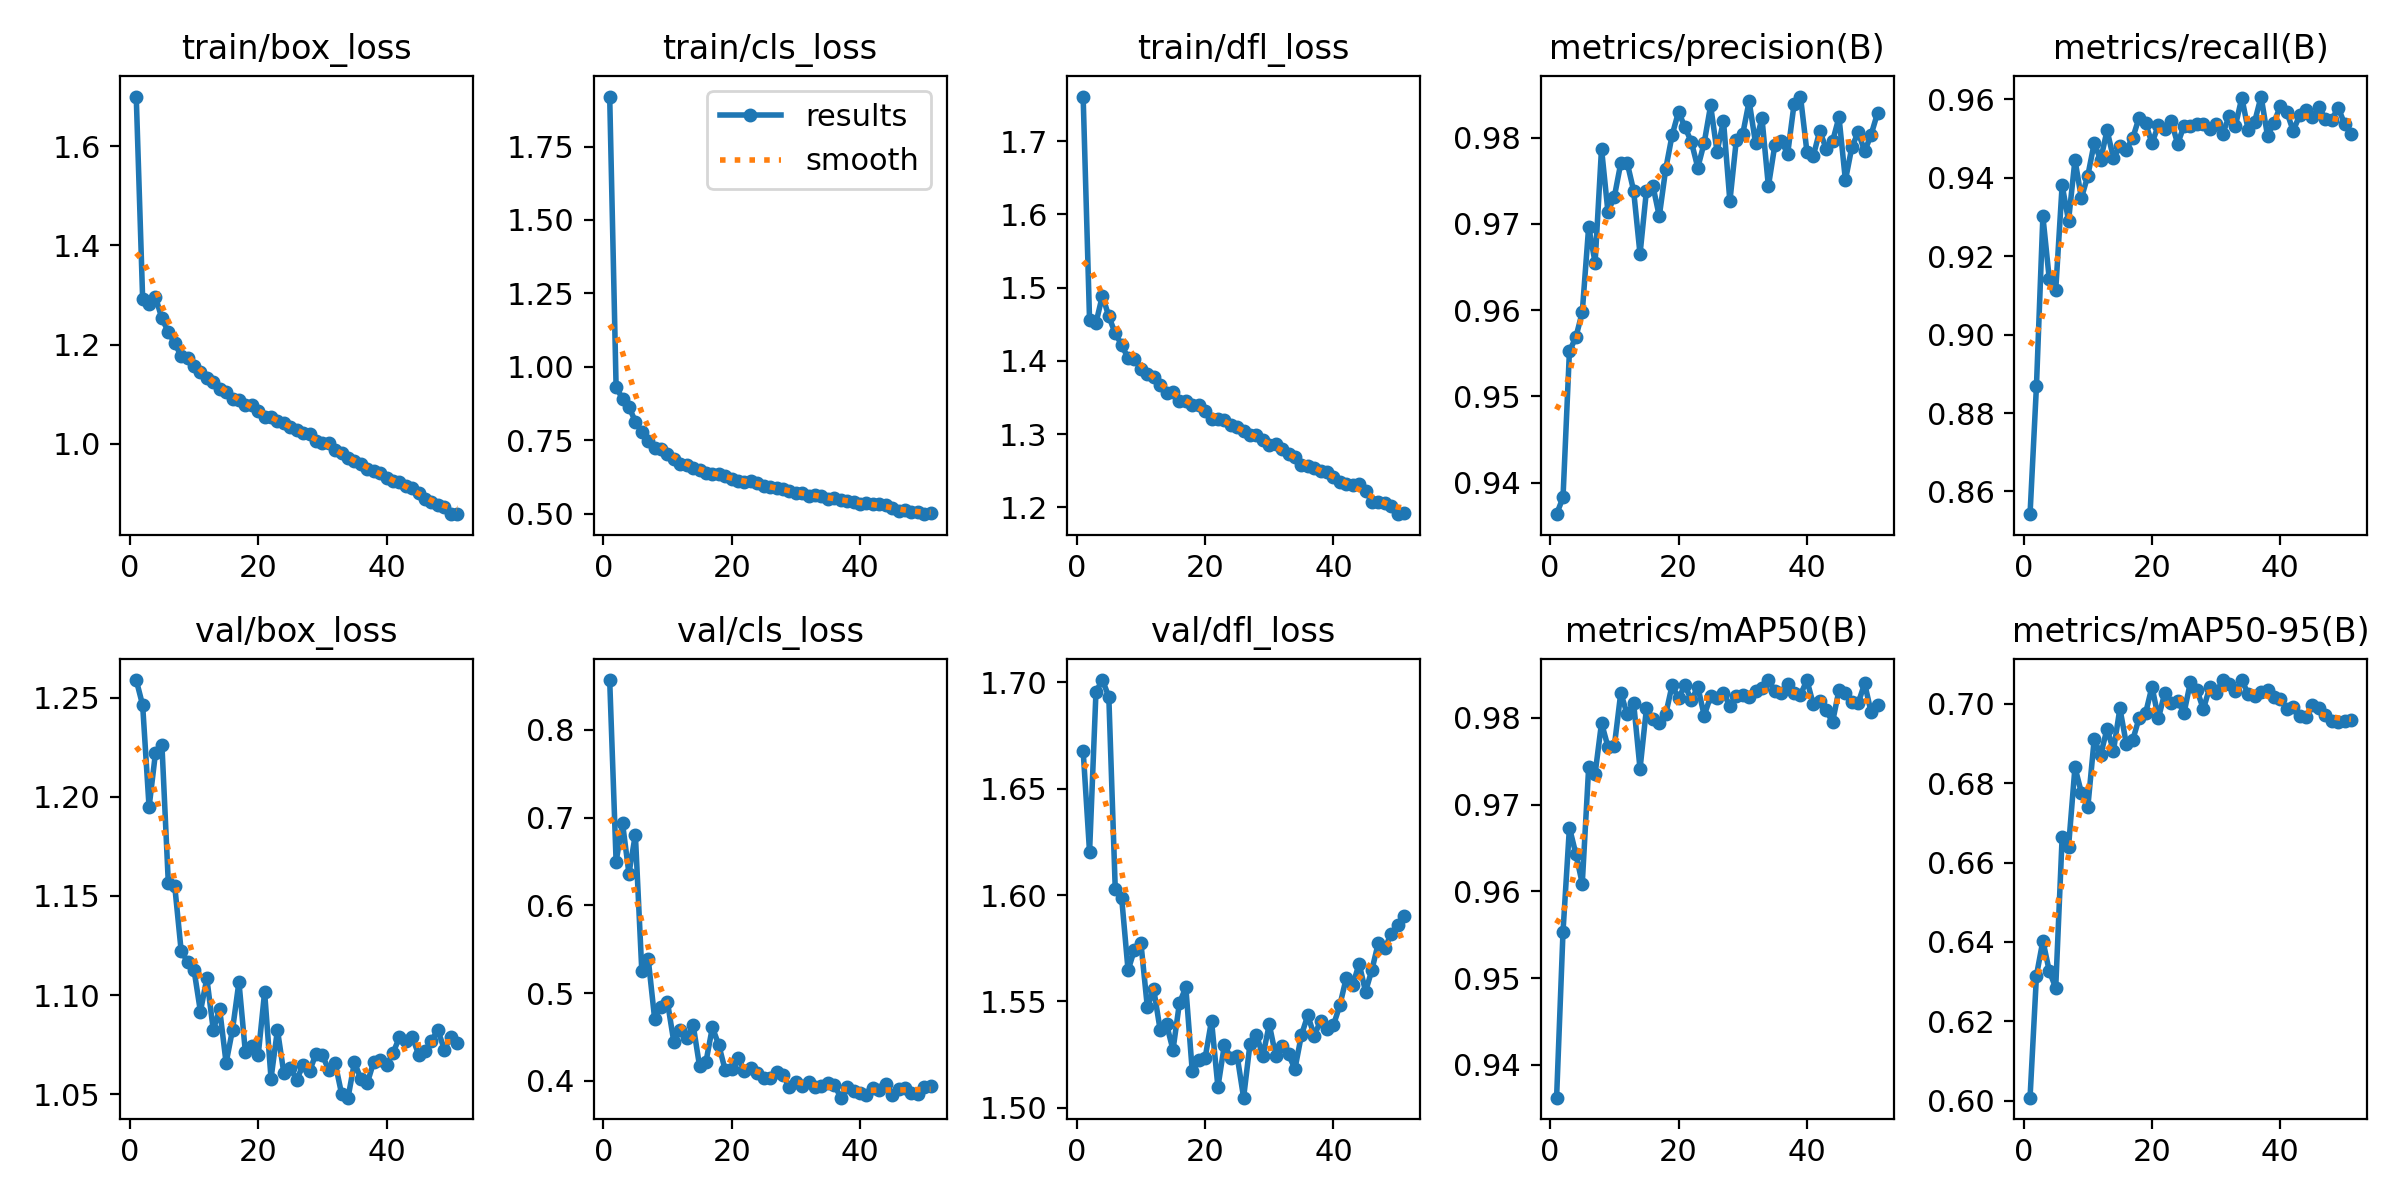 train/box_loss
train/cls_loss
train/dfl_loss
metrics/precision(B)
metrics/recall(B)
1.6
1.4
1.2
1.0
0 20 40
results
smooth
1.75
1.50
1.25
1.00
0.75
0.50
0 20 40
1.7
1.6
1.5
1.4
1.3
1.2
0 20 40
0.98
0.97
0.96
0.95
0.94
0 20 40
0.96
0.94
0.92
0.90
0.88
0.86
0 20 40
val/box_loss
val/cls_loss
val/dfl_loss
metrics/mAP50(B)
metrics/mAP50-95(B)
1.25
1.20
1.15
1.10
1.05
0 20 40
0.8
0.7
0.6
0.5
0.4
0 20 40
1.70
1.65
1.60
1.55
1.50
0 20 40
0.98
0.97
0.96
0.95
0.94
0 20 40
0.70
0.68
0.66
0.64
0.62
0.60
0 20 40